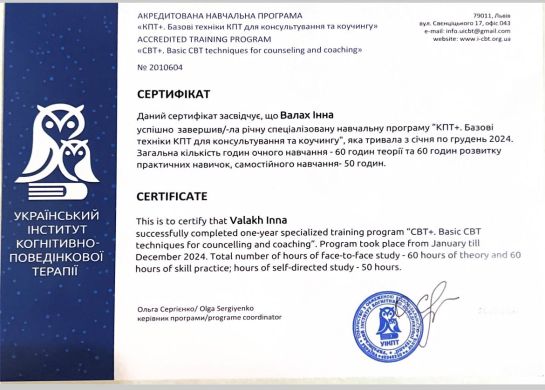 АКРЕДИТОВАНА НАВЧАЛЬНА ПРОГРАМА
«КПТ+. Базові техніки КПТ для консультування та коучингу»
ACCREDITED TRAINING PROGRAM
«CBT+. Basic CBT techniques for counseling and coaching»
№ 2010604
79011, Львів
вул. Свєнціцького 17, офіс 043
e-mail: info.uicbt@gmail.com
website: www.i-cbt.org.ua
СЕРТИФІКАТ
Даний сертифікат засвідчує, що Валах Інна
успішно завершив/-ла річну спеціалізовану навчальну програму "КПТ+. Базові
техніки КПТ для консультування та коучингу", яка тривала з січня по грудень 2024.
Загальна кількість годин очного навчання - 60 годин теорії та 60 годин розвитку
практичних навичок, самостійного навчання- 50 годин.
CERTIFICATE
This is to certify that Valakh Inna
successfully completed one-year specialized training program "CBT+. Basic CBT
techniques for councelling and coaching". Program took place from January till
December 2024. Total number of hours of face-to-face study - 60 hours of theory and 60
hours of skill practice; hours of self-directed study - 50 hours.
УКРАЇНСЬКИЙ
ІНСТИТУТ
КОГНІТИВНО-
ПОВЕДІНКОВОЇ
ТЕРАПІЇ
Ольга Сергієнко/ Olga Sergiyenko
керівник програми/programe coordinator
УІКПТ